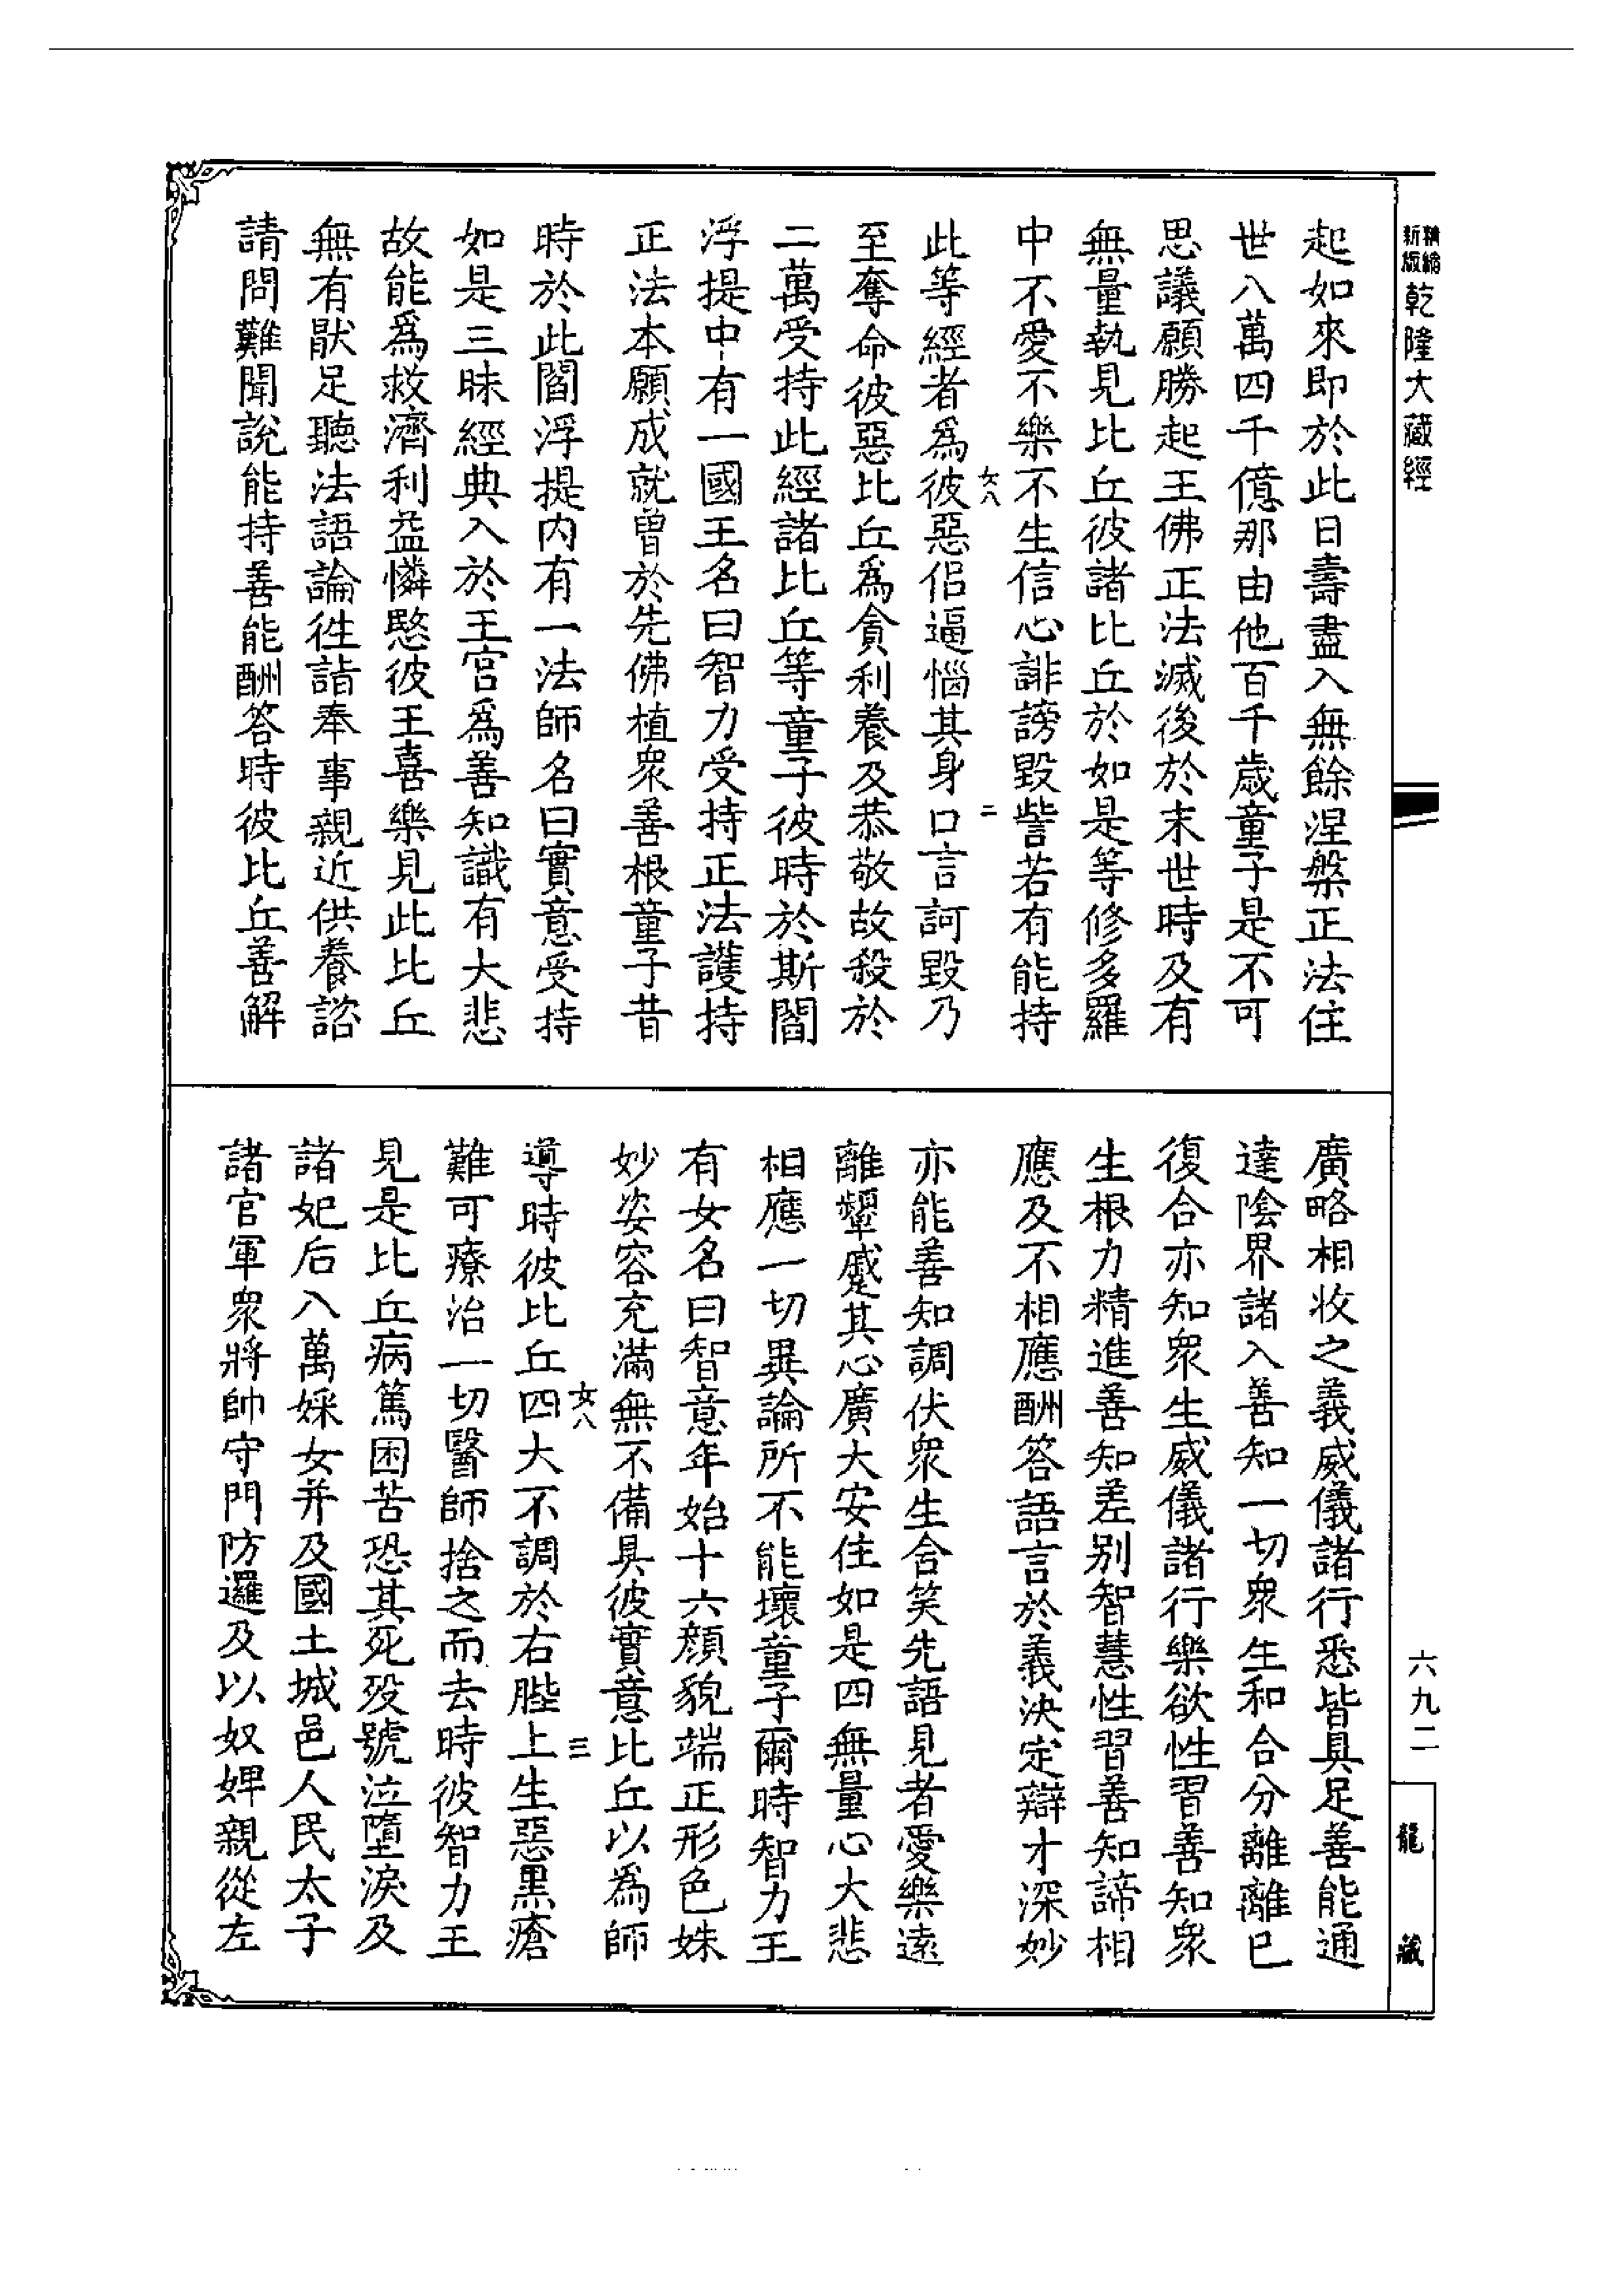 新版精縮乾隆大藏經
起如來即於此日壽盡入無餘涅槃正法住
世八萬四千億那由他百千歲童子是不可
思議願勝起王佛正法滅後於末世時及有
無量執見比丘彼諸比丘於如是等修多羅
中不愛不樂不生信心誹謗毀訾若有能持
女八
二
此等經者爲彼惡侶逼惱其身口言訶毀乃
至奪命彼惡比丘爲貪利養及恭敬故殺於
二萬受持此經諸比丘等童子彼時於斯閻
浮提中有一國王名曰智力受持正法護持
正法本願成就曾於先佛植衆善根童子昔
時於此閻浮提内有一法師名曰實意受持
如是三昧經典入於王宮爲善知識有大悲
故能爲救濟利益憐愍彼王喜樂見此比丘
無有猒足聽法語論徃詣奉事親近供養諮
請問難聞說能持善能酬答時彼比丘善解
廣略相收之義威儀諸行悉皆具足善能通
達陰界諸入善知一切衆生和合分離離已
復合亦知衆生威儀諸行樂欲性習善知衆
生根力精進善知差别智慧性習善知諦相
應及不相應酬答語言於義決定辯才深妙
亦能善知調伏衆生含笑先語見者愛樂遠
離顰蹙其心廣大安住如是四無量心大悲
相應一切異論所不能壞童子爾時智力王
有女名曰智意年始十六顏貌端正形色姝
妙姿容充滿無不備具彼實意比丘以為師
女八
三
導時彼比丘四大不調於右䏶上生惡黑瘡
難可療治一切醫師捨之而去時彼智力王
見是比丘病篤困苦恐其死歿號泣墮淚及
諸妃后八萬婇女并及國土城邑人民太子
諸官軍衆將帥守門防邏及以奴婢親從左
六九二
龍藏